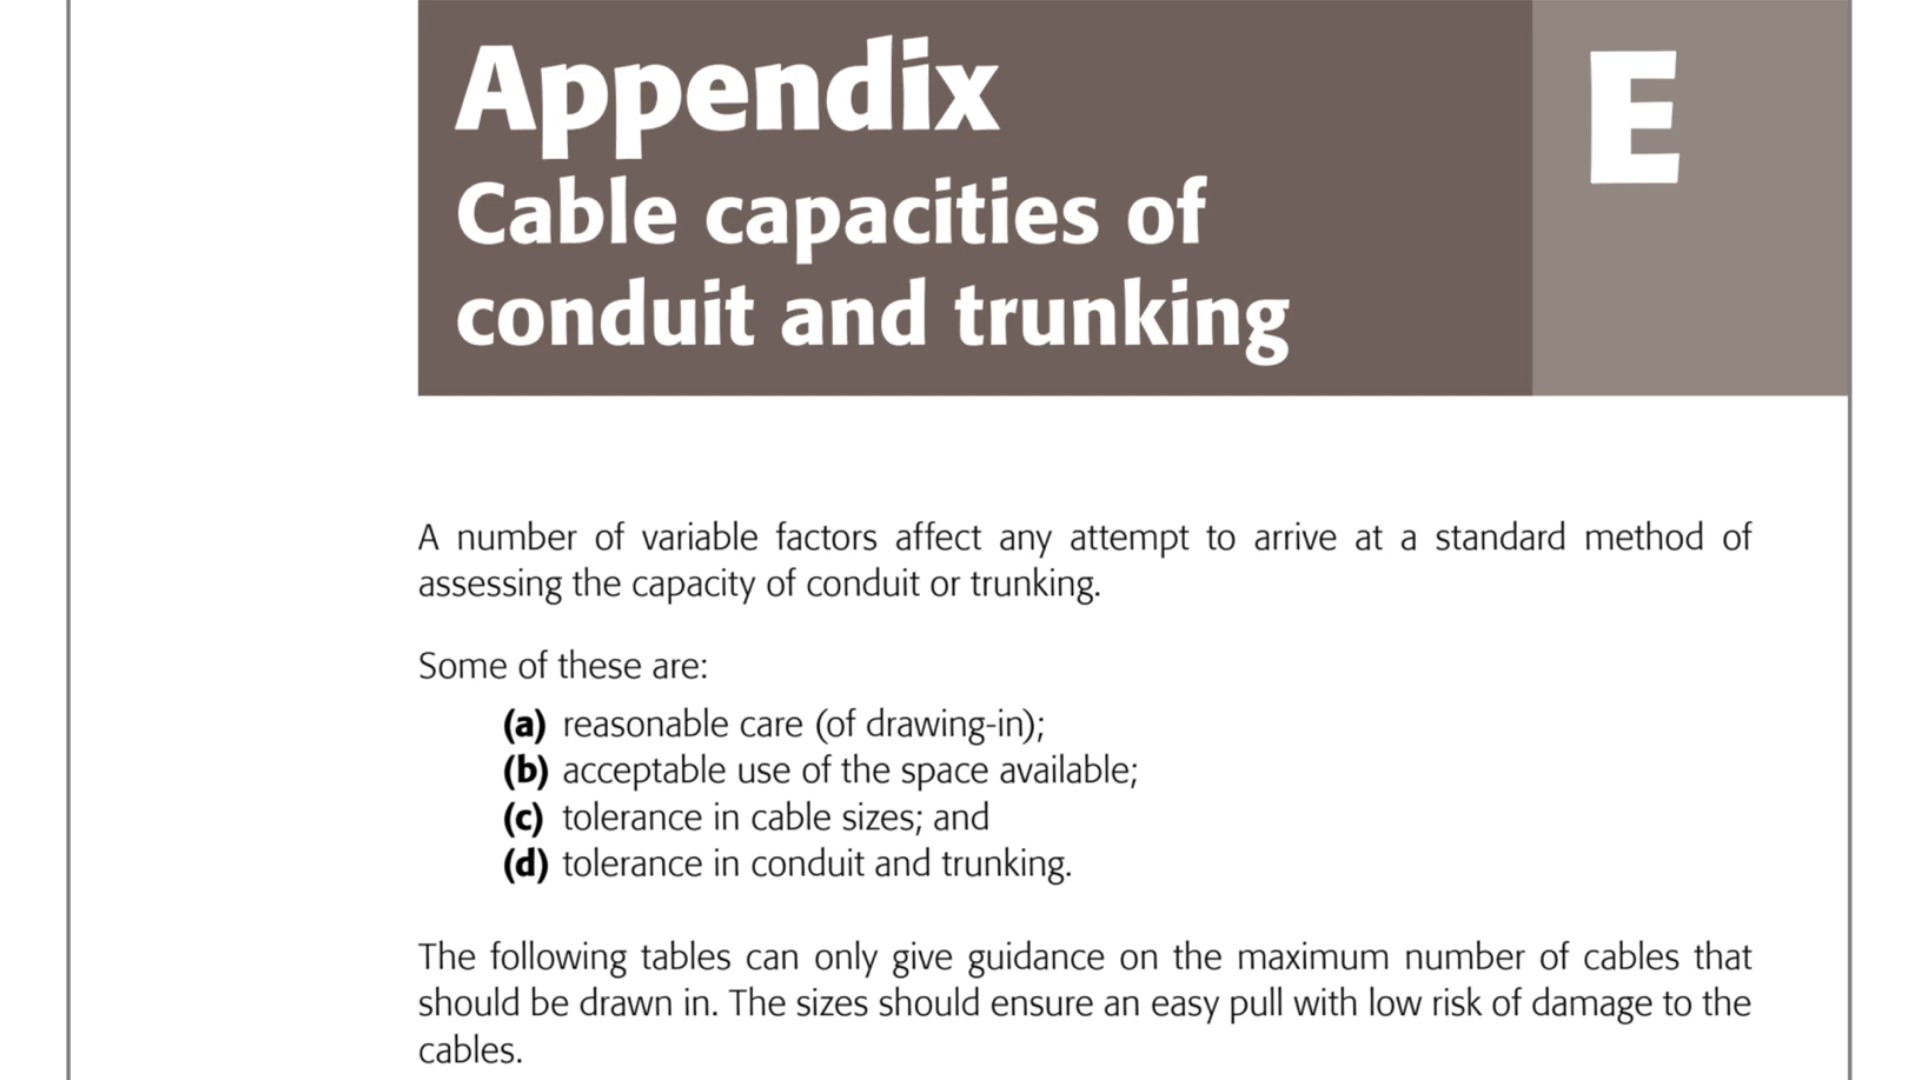 Appendix
E
Cable capacities of
conduit and trunking
A number of variable factors affect any attempt to arrive at a standard method of
assessing the capacity of conduit or trunking.
Some of these are:
(a) reasonable care (of drawing-in);
(b) acceptable use of the space available;
(c) tolerance in cable sizes; and
(d) tolerance in conduit and trunking.
The following tables can only give guidance on the maximum number of cables that
should be drawn in. The sizes should ensure an easy pull with low risk of damage to the
cables.